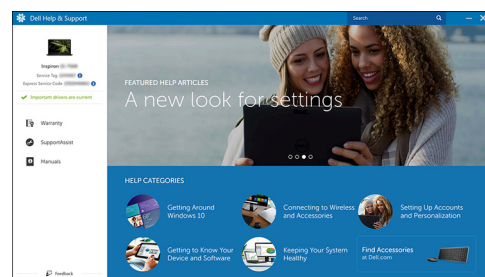 Dell Help & Support
Search
Inspiron
Service Tag
Express Service Code
Important drivers are current
Warranty
SupportAssist
Manuals
Feedback
FEATURED HELP ARTICLES
A new look for settings
HELP CATEGORIES
Getting Around
Windows 10
Connecting to Wireless
and Accessories
Setting Up Accounts
and Personalization
Getting to Know Your
Device and Software
Keeping Your System
Healthy
Find Accessories
at Dell.com